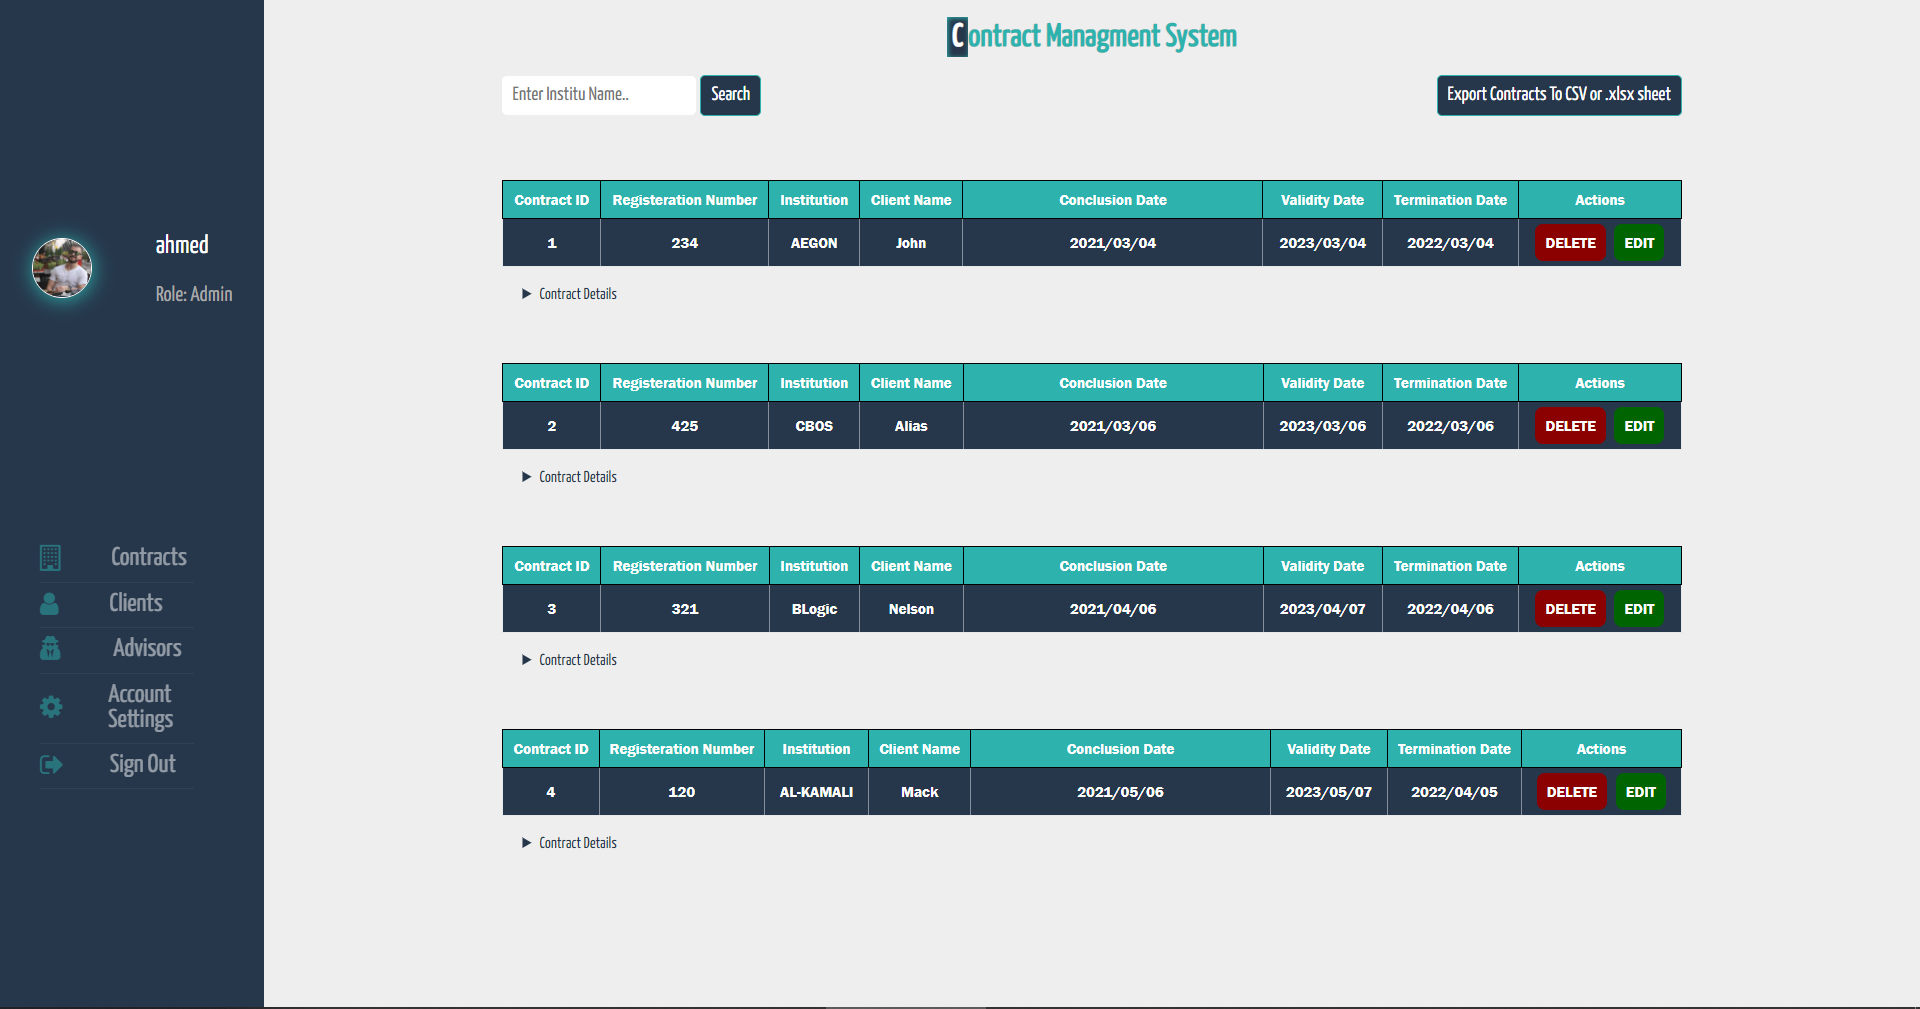 Contract Managment System
Enter Institu Name.. Search Export Contracts To CSV or .xlsx sheet
ahmed
Role: Admin
Contracts
Clients
Advisors
Account
Settings
Sign Out
Contract ID Registeration Number Institution Client Name Conclusion Date Validity Date Termination Date Actions
1 234 AEGON John 2021/03/04 2023/03/04 2022/03/04 DELETE EDIT
Contract Details
Contract ID Registeration Number Institution Client Name Conclusion Date Validity Date Termination Date Actions
2 425 CBOS Alias 2021/03/06 2023/03/06 2022/03/06 DELETE EDIT
Contract Details
Contract ID Registeration Number Institution Client Name Conclusion Date Validity Date Termination Date Actions
3 321 BLogic Nelson 2021/04/06 2023/04/07 2022/04/06 DELETE EDIT
Contract Details
Contract ID Registeration Number Institution Client Name Conclusion Date Validity Date Termination Date Actions
4 120 AL-KAMALI Mack 2021/05/06 2023/05/07 2022/04/05 DELETE EDIT
Contract Details